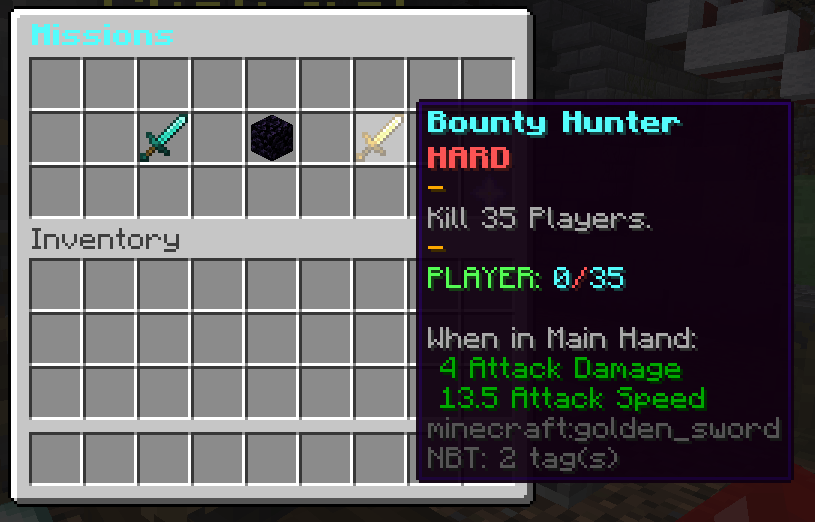 Missions
Bounty Hunter
HARD
–
Kill 35 Players.
–
PLAYER: 0/35
When in Main Hand:
4 Attack Damage
13.5 Attack Speed
minecraft:golden_sword
NBT: 2 tag(s)
Inventory